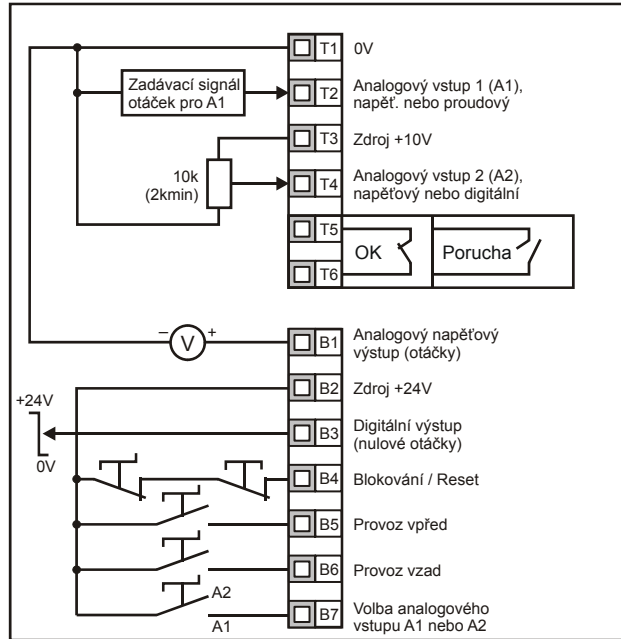 T1 0V
Zadávací signál
otáček pro A1
T2 Analogový vstup 1 (A1),
napěť. nebo proudový
T3 Zdroj +10V
10k
(2kmin)
T4 Analogový vstup 2 (A2),
napěťový nebo digitální
T5
OK Porucha
T6
– V +
B1 Analogový napěťový
výstup (otáčky)
B2 Zdroj +24V
+24V
0V
B3 Digitální výstup
(nulové otáčky)
B4 Blokování / Reset
B5 Provoz vpřed
B6 Provoz vzad
A2
A1
B7 Volba analogového
vstupu A1 nebo A2